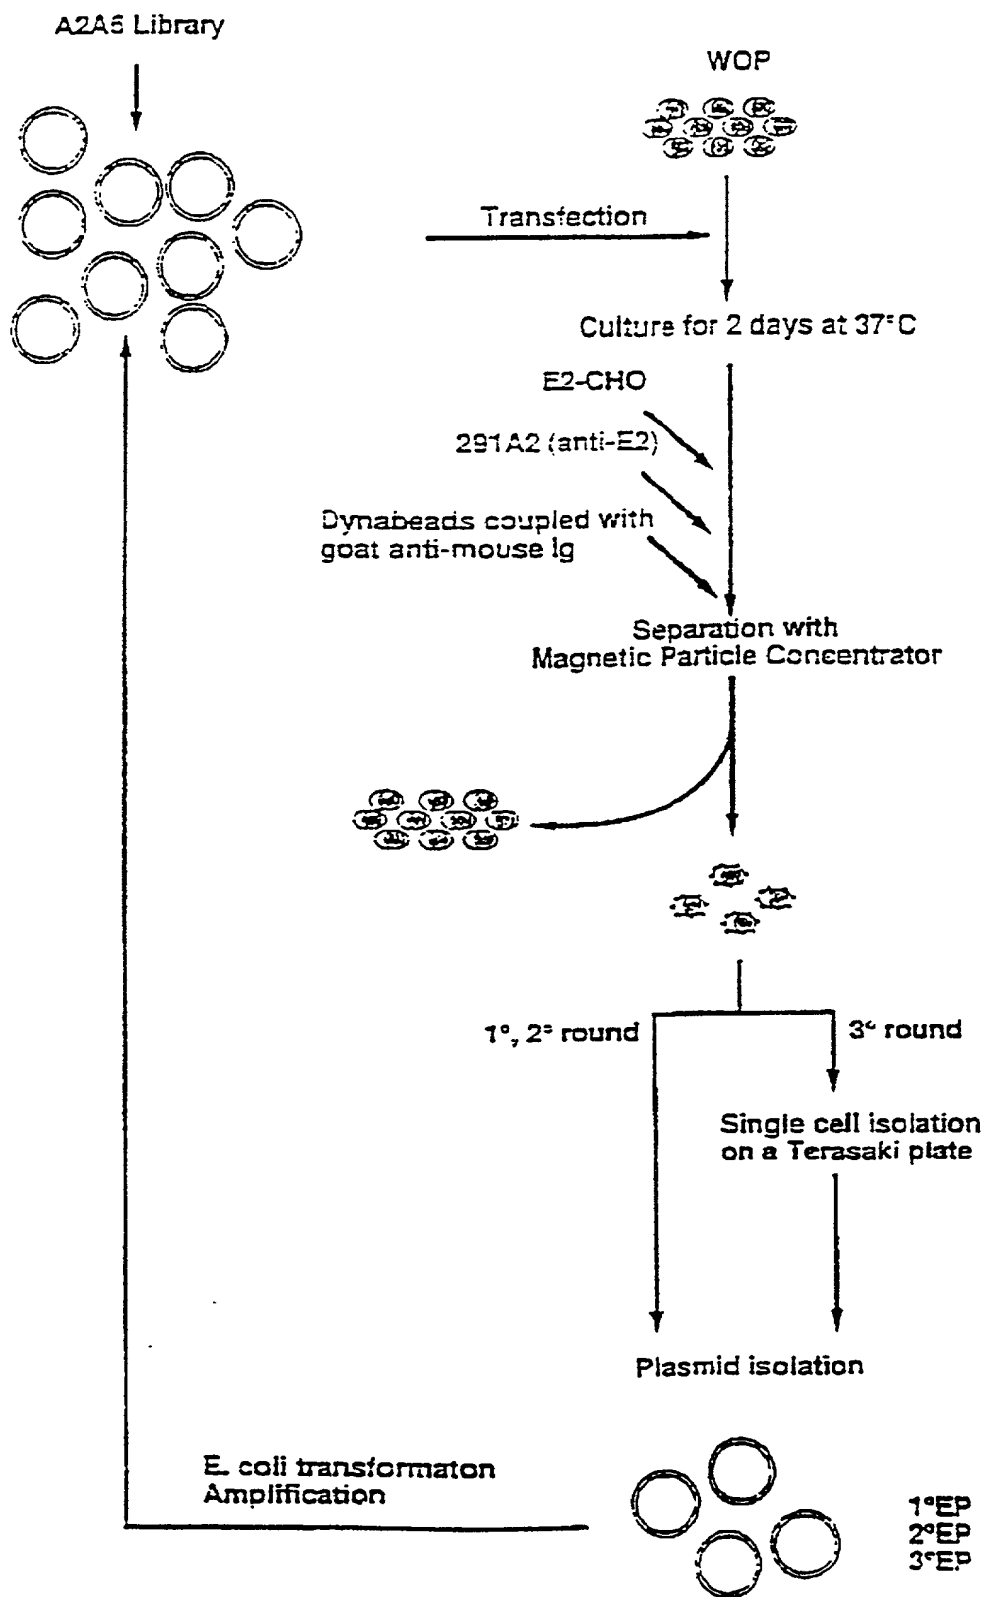 A2A6 Library
WOP
Transfection
Culture for 2 days at 37°C
E2-CHO
291A2 (anti-E2)
Dynabeads coupled with
goat anti-mouse Ig
Separation with
Magnetic Particle Concentrator
1°, 2° round
3° round
Single cell isolation
on a Terasaki plate
Plasmid isolation
E. coli transformaton
Amplification
1°EP
2°EP
3°EP